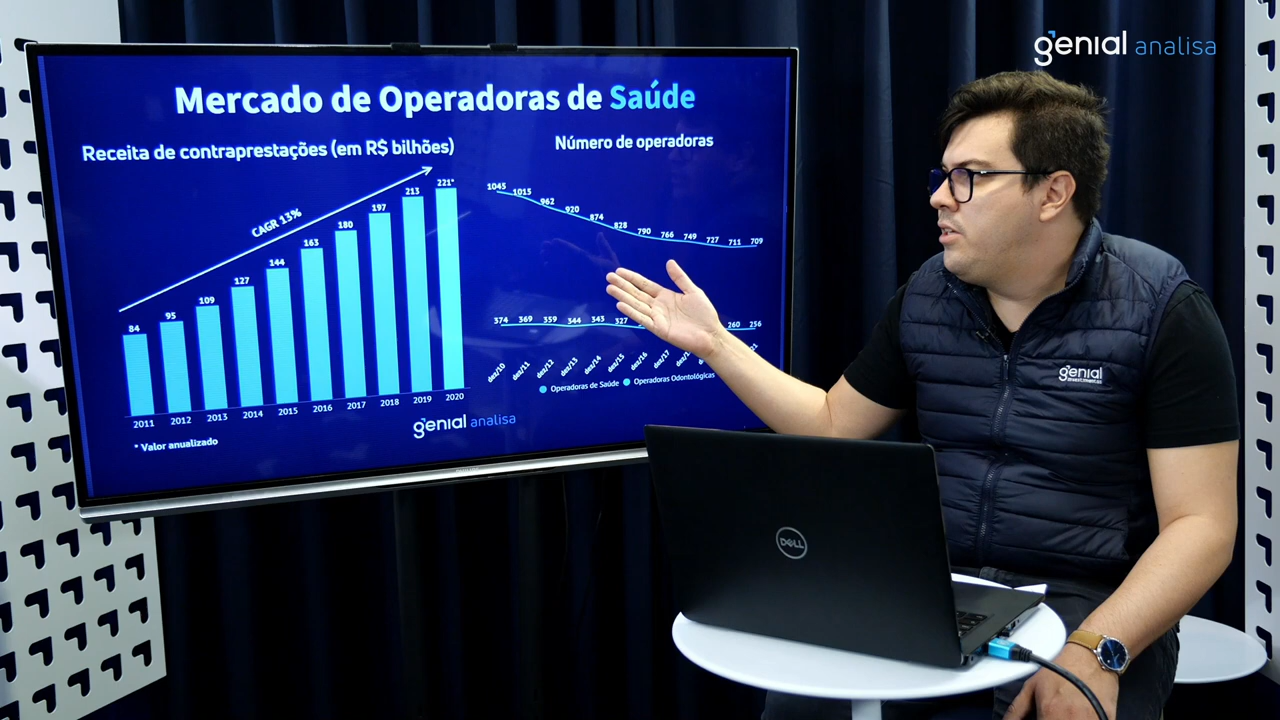 genial analisa
Mercado de Operadoras de Saúde
Receita de contraprestações (em R$ bilhões)
CAGR 13%
84 95 109 127 144 163 180 197 213 221*
2011 2012 2013 2014 2015 2016 2017 2018 2019 2020
* Valor anualizado
Número de operadoras
1045 1015 962 920 874 828 790 766 749 727 711 709
374 369 359 344 343 327 260 256
dez/10 dez/11 dez/12 dez/13 dez/14 dez/15 dez/16 dez/17
Operadoras de Saúde Operadoras Odontológicas
genial analisa
genial
investimentos
DELL